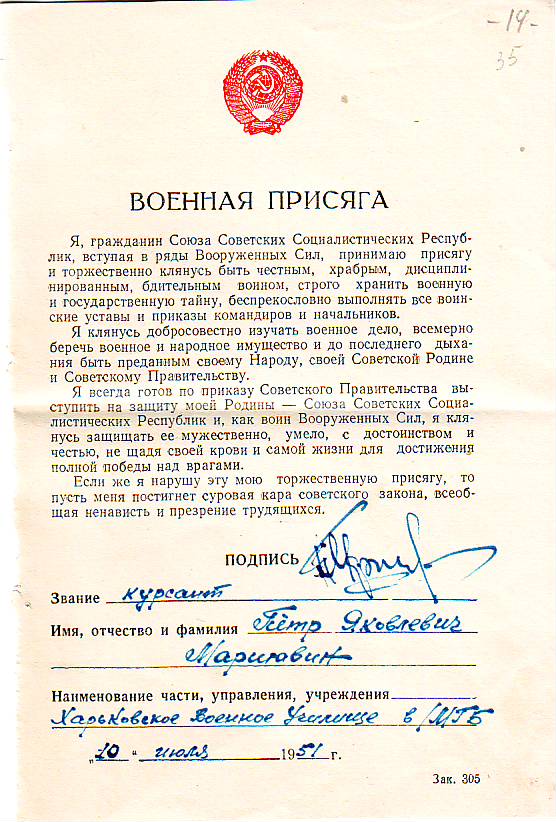 -14-
35
ВОЕННАЯ ПРИСЯГА
Я, гражданин Союза Советских Социалистических Респуб-
лик, вступая в ряды Вооруженных Сил, принимаю присягу
и торжественно клянусь быть честным, храбрым, дисципли-
нированным, бдительным воином, строго хранить военную
и государственную тайну, беспрекословно выполнять все воин-
ские уставы и приказы командиров и начальников.
Я клянусь добросовестно изучать военное дело, всемерно
беречь военное и народное имущество и до последнего дыха-
ния быть преданным своему Народу, своей Советской Родине
и Советскому Правительству.
Я всегда готов по приказу Советского Правительства вы-
ступить на защиту моей Родины — Союза Советских Социа-
листических Республик и, как воин Вооруженных Сил, я кля-
нусь защищать ее мужественно, умело, с достоинством и
честью, не щадя своей крови и самой жизни для достижения
полной победы над врагами.
Если же я нарушу эту мою торжественную присягу, то
пусть меня постигнет суровая кара советского закона, всеоб-
щая ненависть и презрение трудящихся.
ПОДПИСЬ
Звание курсант
Имя, отчество и фамилия Пётр Яковлевич
Наименование части, управления, учреждения
Харьковское Военное Училище в/МГБ
„10" июля 1951 г.
Зак. 305